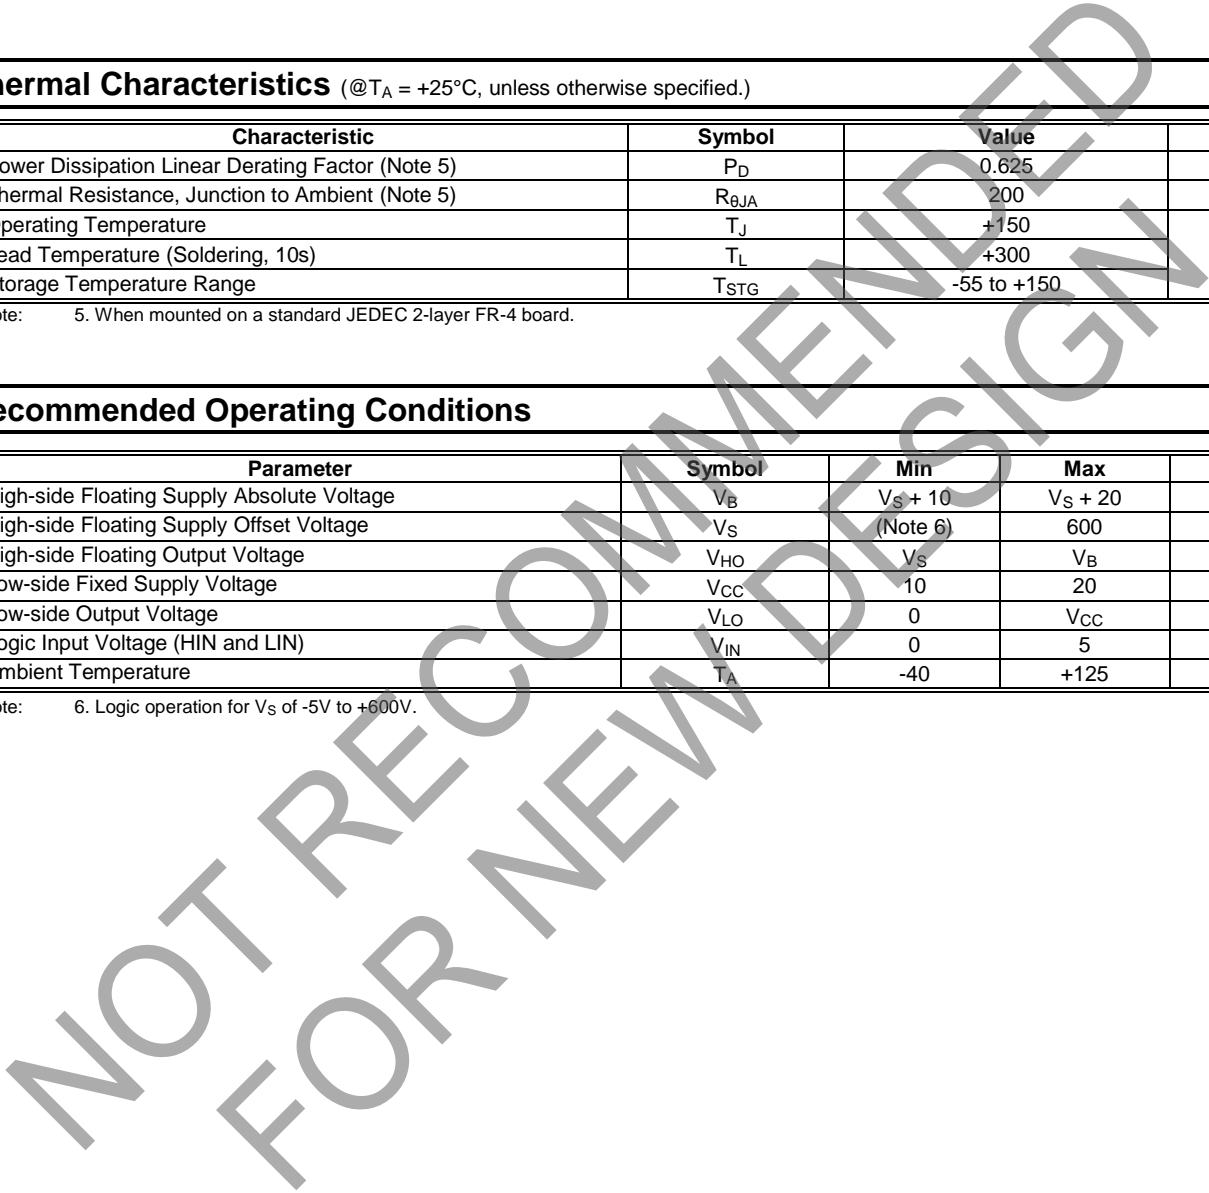 hermal Characteristics (@TA = +25°C, unless otherwise specified.)
Characteristic Symbol Value
ower Dissipation Linear Derating Factor (Note 5) PD 0.625
hermal Resistance, Junction to Ambient (Note 5) RθJA 200
perating Temperature TJ +150
ead Temperature (Soldering, 10s) TL +300
torage Temperature Range TSTG -55 to +150
ote: 5. When mounted on a standard JEDEC 2-layer FR-4 board.
ecommended Operating Conditions
Parameter Symbol Min Max
igh-side Floating Supply Absolute Voltage VB VS + 10 VS + 20
igh-side Floating Supply Offset Voltage VS (Note 6) 600
igh-side Floating Output Voltage VHO VS VB
ow-side Fixed Supply Voltage VCC 10 20
ow-side Output Voltage VLO 0 VCC
ogic Input Voltage (HIN and LIN) VIN 0 5
mbient Temperature TA -40 +125
ote: 6. Logic operation for VS of -5V to +600V.
NOT RECOMMENDED
FOR NEW DESIGN